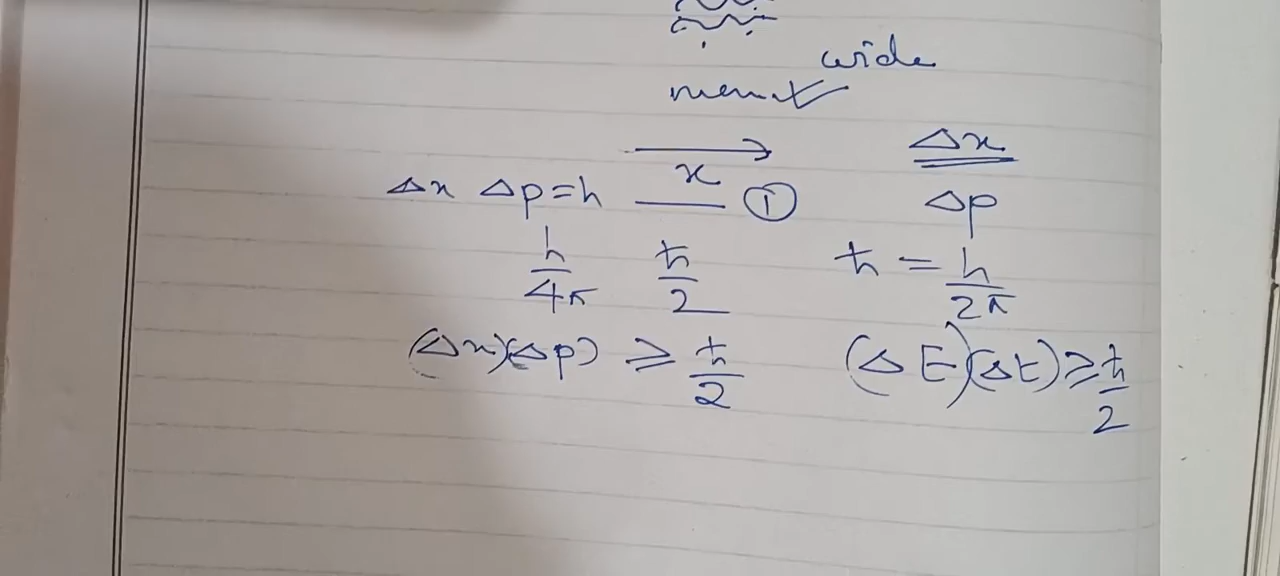 wide
Δx
Δx Δp=h x ①
Δp
h/4π ħ/2 ħ = h/2π
(Δx)(Δp) ≥ ħ/2 (ΔE)(Δt) ≥ ħ/2